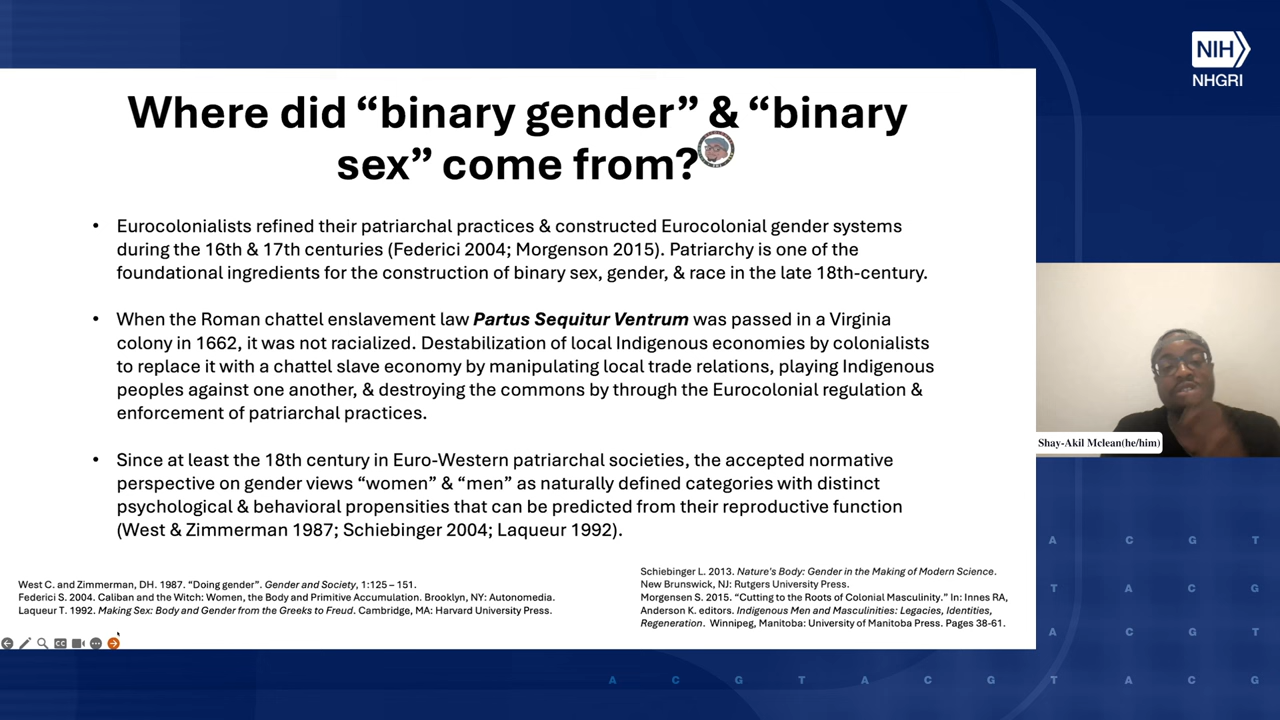 NIH
NHGRI
Where did “binary gender” & “binary
sex” come from?
• Eurocolonialists refined their patriarchal practices & constructed Eurocolonial gender systems
during the 16th & 17th centuries (Federici 2004; Morgenson 2015). Patriarchy is one of the
foundational ingredients for the construction of binary sex, gender, & race in the late 18th-century.
• When the Roman chattel enslavement law Partus Sequitur Ventrum was passed in a Virginia
colony in 1662, it was not racialized. Destabilization of local Indigenous economies by colonialists
to replace it with a chattel slave economy by manipulating local trade relations, playing Indigenous
peoples against one another, & destroying the commons by through the Eurocolonial regulation &
enforcement of patriarchal practices.
• Since at least the 18th century in Euro-Western patriarchal societies, the accepted normative
perspective on gender views “women” & “men” as naturally defined categories with distinct
psychological & behavioral propensities that can be predicted from their reproductive function
(West & Zimmerman 1987; Schiebinger 2004; Laqueur 1992).
West C. and Zimmerman, DH. 1987. “Doing gender”. Gender and Society, 1:125 – 151.
Federici S. 2004. Caliban and the Witch: Women, the Body and Primitive Accumulation. Brooklyn, NY: Autonomedia.
Laqueur T. 1992. Making Sex: Body and Gender from the Greeks to Freud. Cambridge, MA: Harvard University Press.
Schiebinger L. 2013. Nature’s Body: Gender in the Making of Modern Science.
New Brunswick, NJ: Rutgers University Press.
Morgensen S. 2015. “Cutting to the Roots of Colonial Masculinity.” In: Innes RA,
Anderson K. editors. Indigenous Men and Masculinities: Legacies, Identities,
Regeneration. Winnipeg, Manitoba: University of Manitoba Press. Pages 38-61.
CC
Shay-Akil Mclean(he/him)
A C G T
T A C G
A C G T
A C G T A C G T A C G